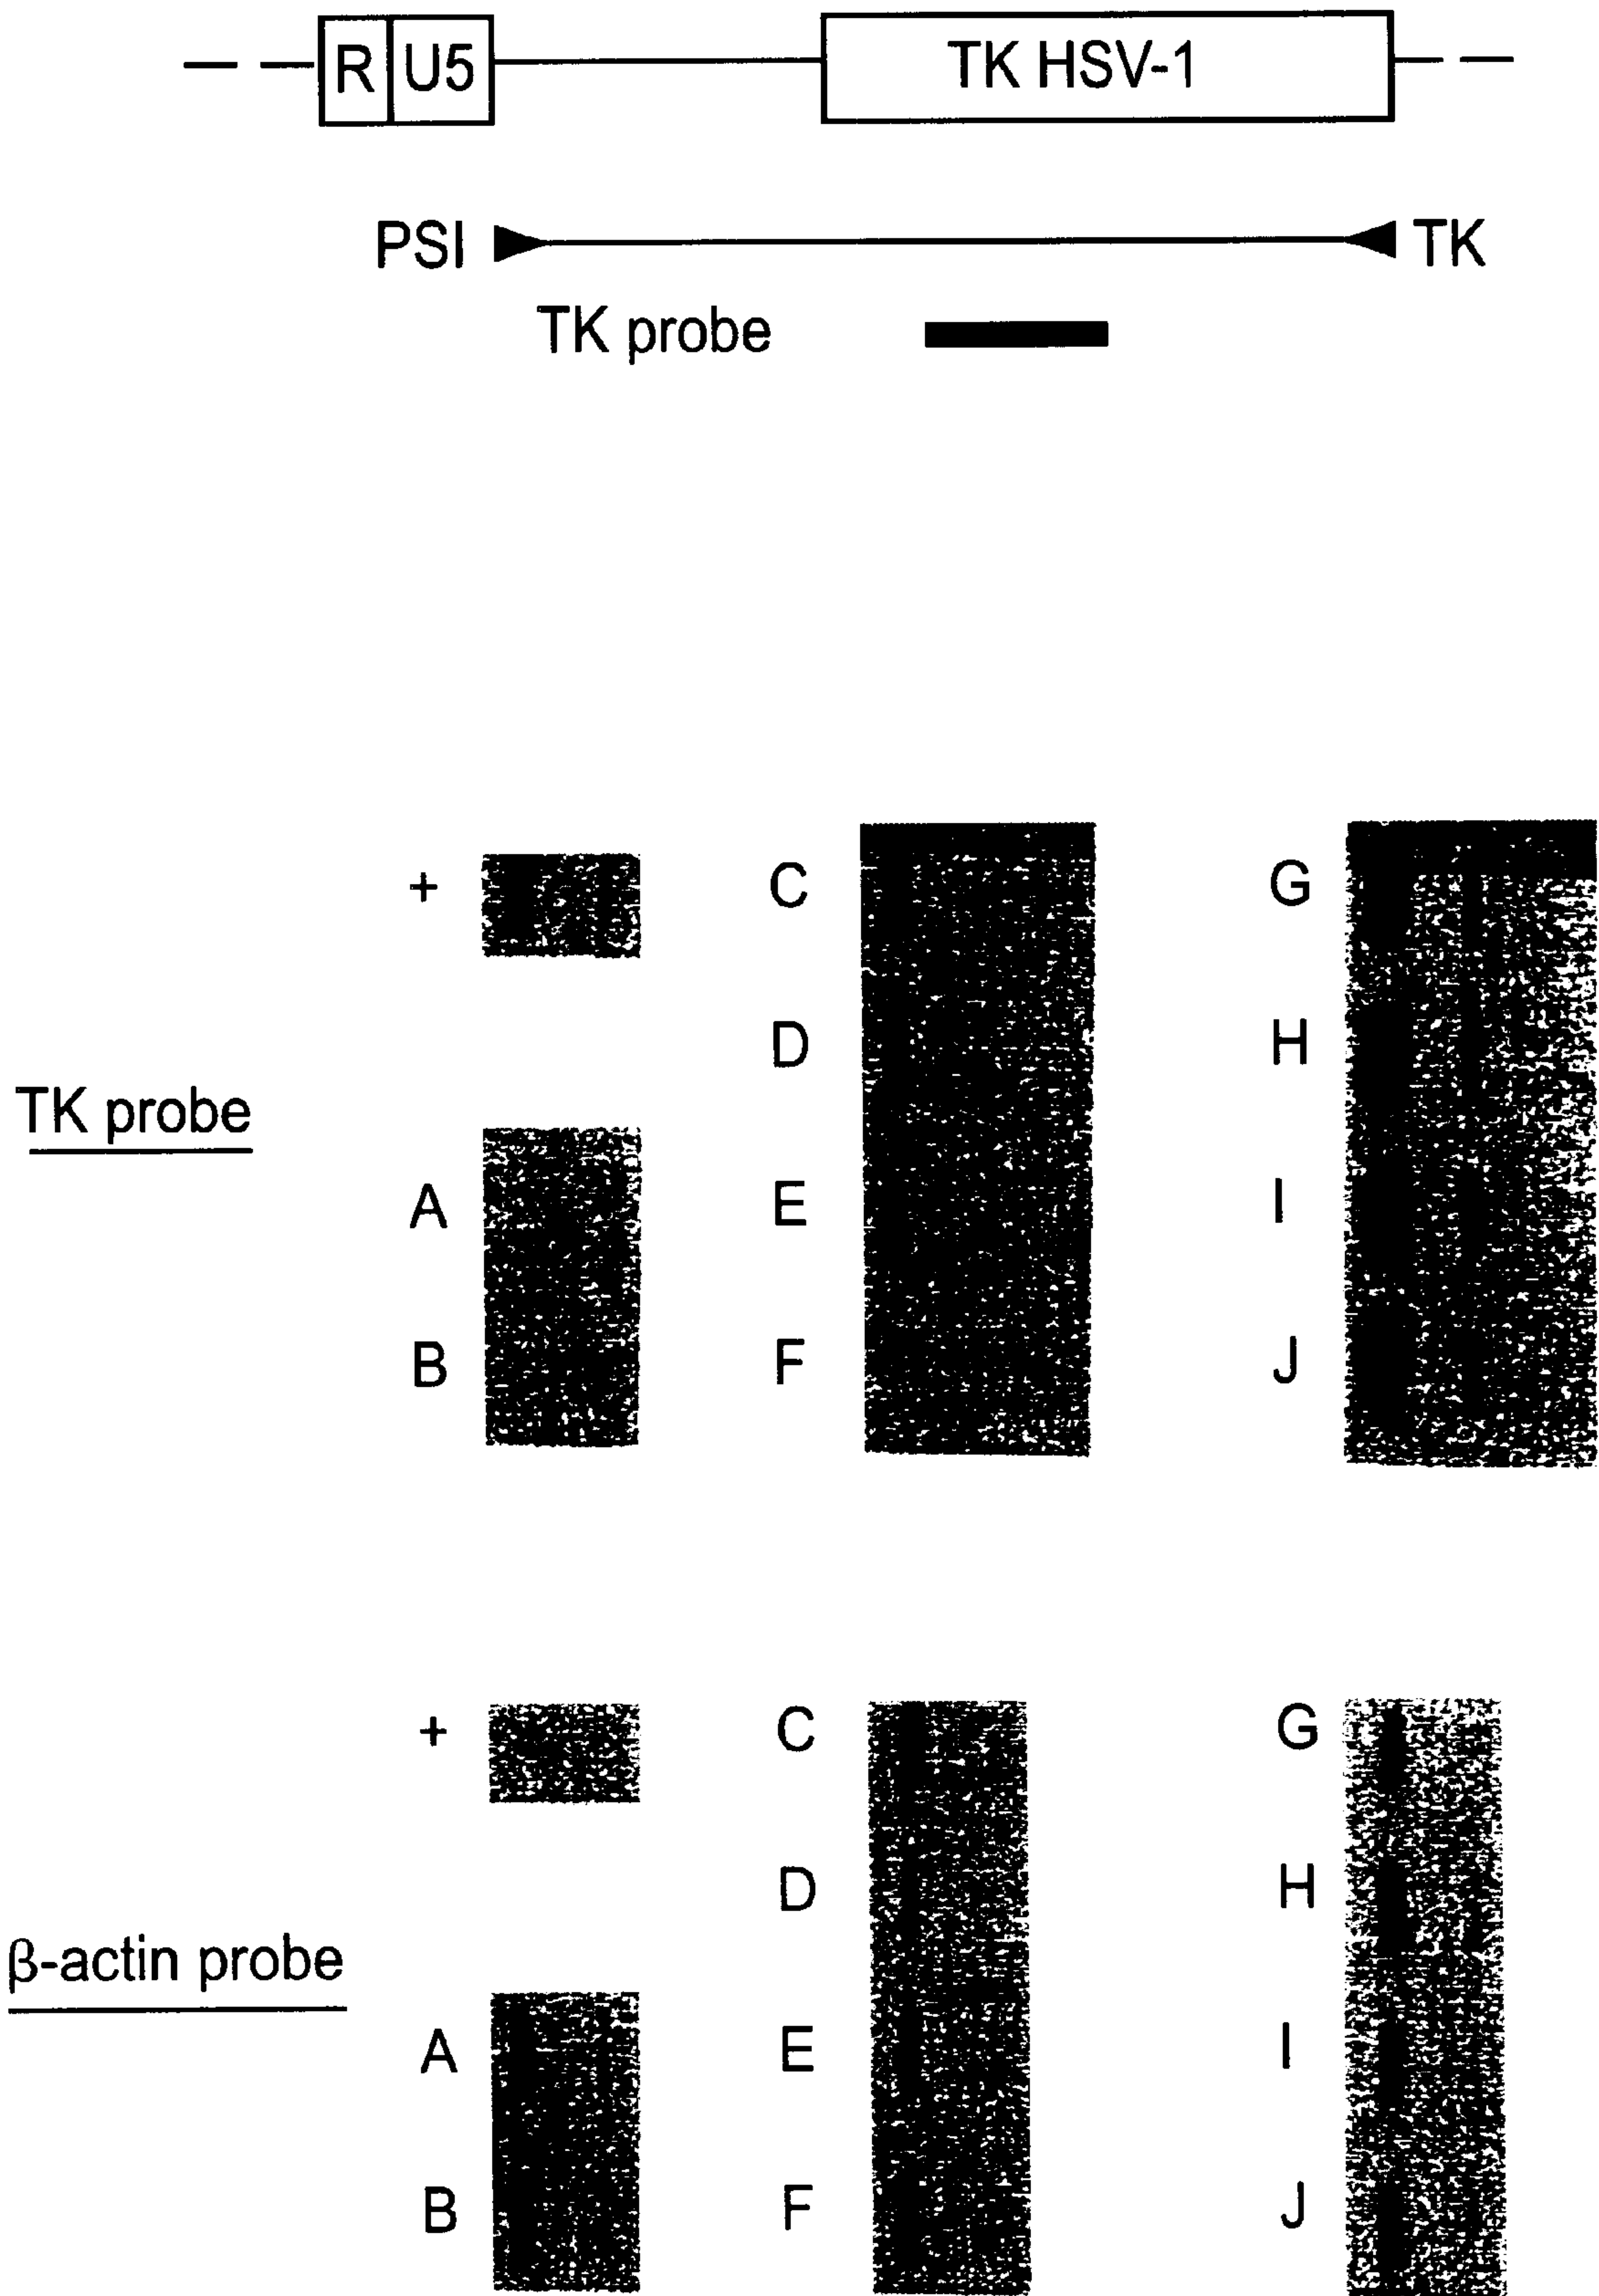 R U5 TK HSV-1
PSI TK
TK probe
+ C G
D H
TK probe
A E I
B F J
+ C G
D H
β-actin probe
A E I
B F J